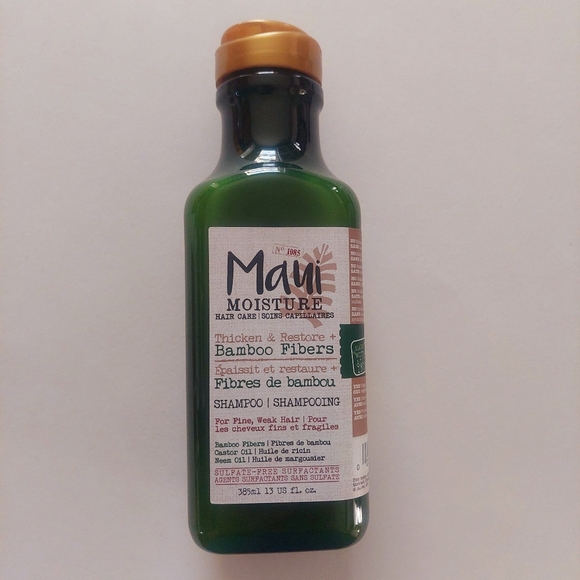 Nº 1985
Maui
MOISTURE
HAIR CARE | SOINS CAPILLAIRES
Thicken & Restore +
Bamboo Fibers
Épaissit et restaure +
Fibres de bambou
SHAMPOO | SHAMPOOING
For Fine, Weak Hair | Pour
les cheveux fins et fragiles
Bamboo Fibers | Fibres de bambou
Castor Oil | Huile de ricin
Neem Oil | Huile de margousier
SULFATE-FREE SURFACTANTS
AGENTS SURFACTANTS SANS SULFATE
385ml 13 US fl. oz.